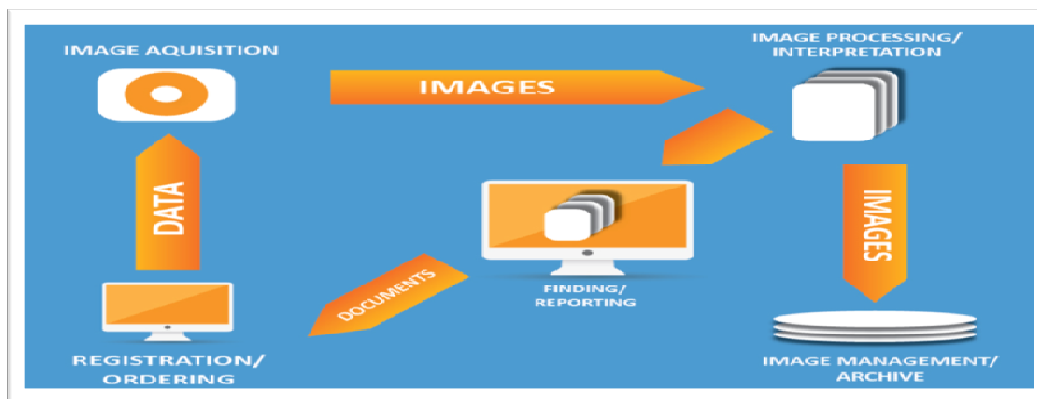 IMAGE AQUISITION
IMAGE PROCESSING/
INTERPRETATION
IMAGES
DATA
IMAGES
FINDING/
REPORTING
DOCUMENTS
REGISTRATION/
ORDERING
IMAGE MANAGEMENT/
ARCHIVE